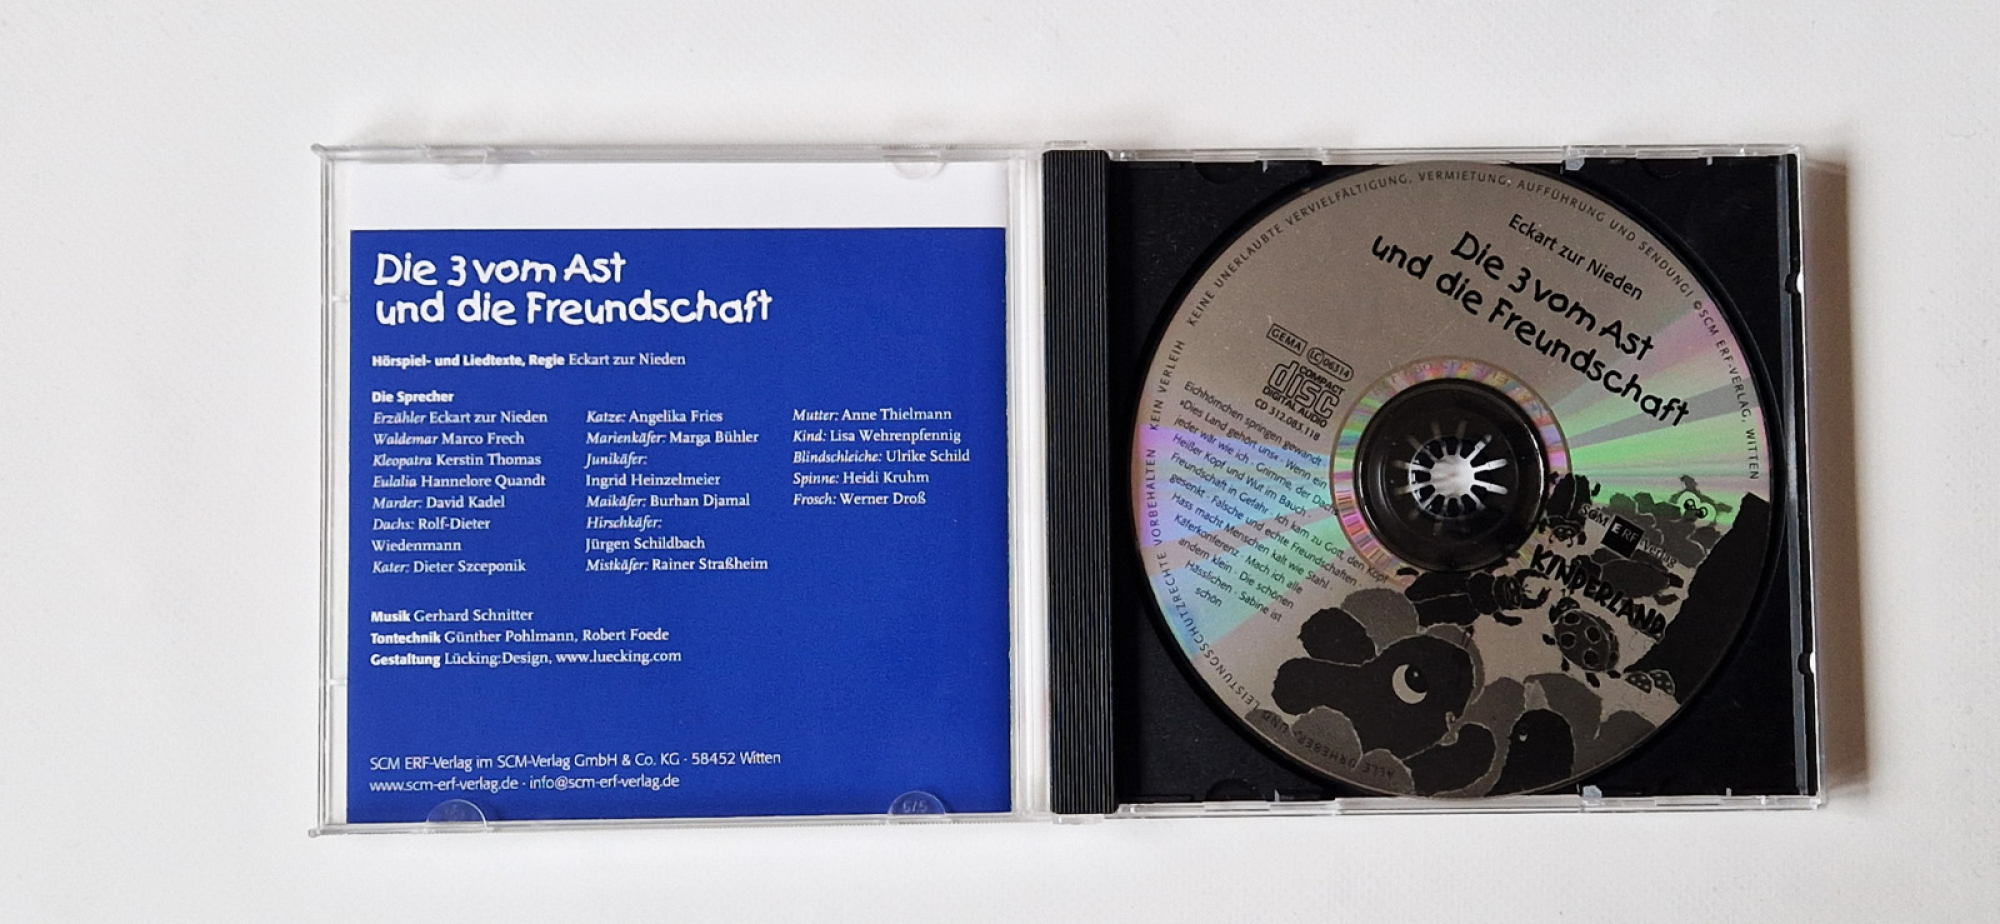 Die 3 vom Ast
und die Freundschaft
Hörspiel- und Liedtexte, Regie Eckart zur Nieden
Die Sprecher
Erzähler Eckart zur Nieden
Waldemar Marco Frech
Kleopatra Kerstin Thomas
Eulalia Hannelore Quandt
Marder: David Kadel
Dachs: Rolf-Dieter
Wiedenmann
Kater: Dieter Szceponik
Katze: Angelika Fries
Marienkäfer: Marga Bühler
Junikäfer:
Ingrid Heinzelmeier
Maikäfer: Burhan Djamal
Hirschkäfer:
Jürgen Schildbach
Mistkäfer: Rainer Straßheim
Mutter: Anne Thielmann
Kind: Lisa Wehrenpfennig
Blindschleiche: Ulrike Schild
Spinne: Heidi Kruhm
Frosch: Werner Droß
Musik Gerhard Schnitter
Tontechnik Günther Pohlmann, Robert Foede
Gestaltung Lücking:Design, www.luecking.com
SCM ERF-Verlag im SCM-Verlag GmbH & Co. KG · 58452 Witten
www.scm-erf-verlag.de · info@scm-erf-verlag.de
Eckart zur Nieden
Die 3 vom Ast
und die Freundschaft
GEMA LC 06314
COMPACT
disc
DIGITAL AUDIO
CD 312.083.118
Eichhörnchen springen gewandt ·
»Dies Land gehört uns« · Wenn ein
jeder wär wie ich · Grimme, der Dachs ·
Heißer Kopf und Wut im Bauch ·
Freundschaft in Gefahr · Ich kam zu Gott, den Kopf
gesenkt · Falsche und echte Freundschaften ·
Hass macht Menschen kalt wie Stahl ·
Käferkonferenz · Mach ich alle
andern klein · Die schönen
Hässlichen · Sabine ist
schön
SCM ERF-Verlag
KINDERLAND
ALLE URHEBER- UND LEISTUNGSSCHUTZRECHTE VORBEHALTEN KEIN VERLEIH KEINE UNERLAUBTE VERVIELFÄLTIGUNG, VERMIETUNG, AUFFÜHRUNG UND SENDUNG! ©SCM ERF-VERLAG, WITTEN